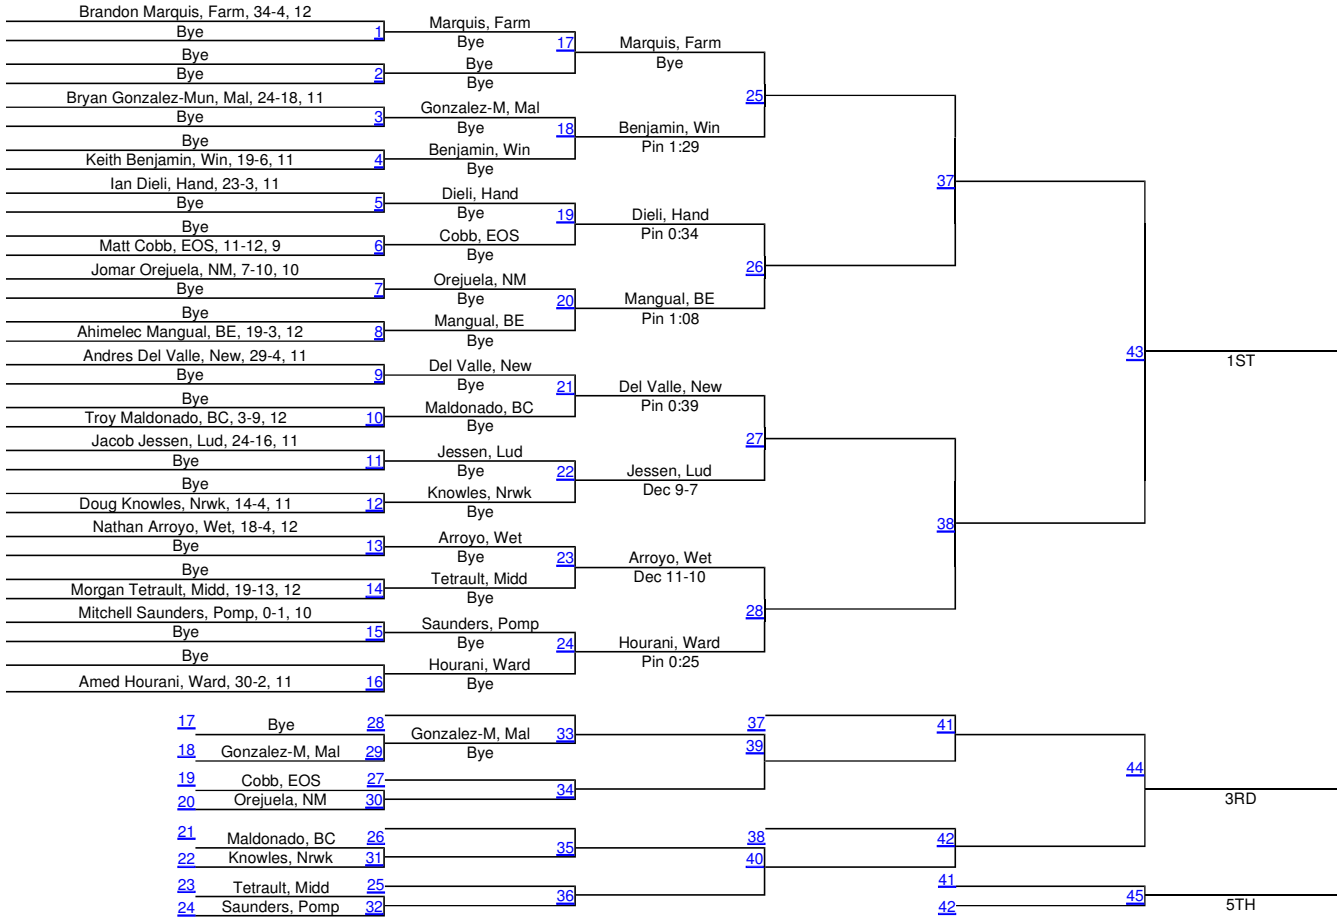 Brandon Marquis, Farm, 34-4, 12
Bye
1
Marquis, Farm
Bye
17
Marquis, Farm
Bye
Bye
Bye
2
Bye
Bye
25
Bryan Gonzalez-Mun, Mal, 24-18, 11
Bye
3
Gonzalez-M, Mal
Bye
18
Benjamin, Win
Pin 1:29
Bye
Keith Benjamin, Win, 19-6, 11
4
Benjamin, Win
Bye
37
Ian Dieli, Hand, 23-3, 11
Bye
5
Dieli, Hand
Bye
19
Dieli, Hand
Pin 0:34
Bye
Matt Cobb, EOS, 11-12, 9
6
Cobb, EOS
Bye
26
Jomar Orejuela, NM, 7-10, 10
Bye
7
Orejuela, NM
Bye
20
Mangual, BE
Pin 1:08
Bye
Ahimelec Mangual, BE, 19-3, 12
8
Mangual, BE
Bye
43
1ST
Andres Del Valle, New, 29-4, 11
Bye
9
Del Valle, New
Bye
21
Del Valle, New
Pin 0:39
Bye
Troy Maldonado, BC, 3-9, 12
10
Maldonado, BC
Bye
27
Jacob Jessen, Lud, 24-16, 11
Bye
11
Jessen, Lud
Bye
22
Jessen, Lud
Dec 9-7
Bye
Doug Knowles, Nrwk, 14-4, 11
12
Knowles, Nrwk
Bye
38
Nathan Arroyo, Wet, 18-4, 12
Bye
13
Arroyo, Wet
Bye
23
Arroyo, Wet
Dec 11-10
Bye
Morgan Tetrault, Midd, 19-13, 12
14
Tetrault, Midd
Bye
28
Mitchell Saunders, Pomp, 0-1, 10
Bye
15
Saunders, Pomp
Bye
24
Hourani, Ward
Pin 0:25
Bye
Amed Hourani, Ward, 30-2, 11
16
Hourani, Ward
Bye
17
Bye
28
Gonzalez-M, Mal
Bye
33
37
39
41
18
Gonzalez-M, Mal
29
44
3RD
19
Cobb, EOS
27
34
20
Orejuela, NM
30
21
Maldonado, BC
26
35
38
40
42
22
Knowles, Nrwk
31
23
Tetrault, Midd
25
36
41
45
5TH
24
Saunders, Pomp
32
42